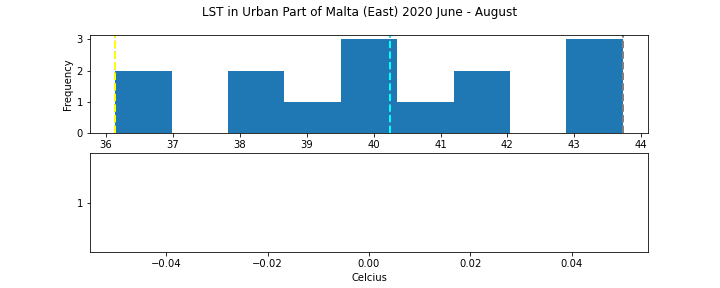 LST in Urban Part of Malta (East) 2020 June - August
3
2
1
0
Frequency
36 37 38 39 40 41 42 43 44
1
−0.04 −0.02 0.00 0.02 0.04
Celcius